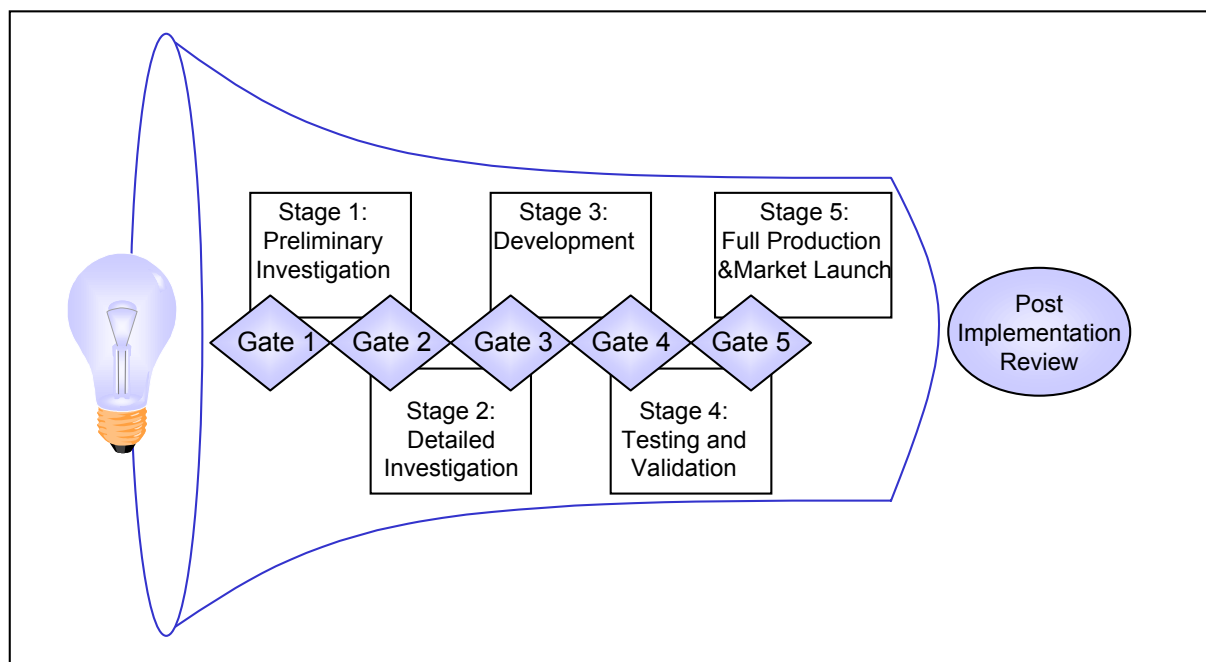 Stage 1:
Preliminary
Investigation
Stage 3:
Development
Stage 5:
Full Production
&Market Launch
Gate 1
Gate 2
Gate 3
Gate 4
Gate 5
Post
Implementation
Review
Stage 2:
Detailed
Investigation
Stage 4:
Testing and
Validation